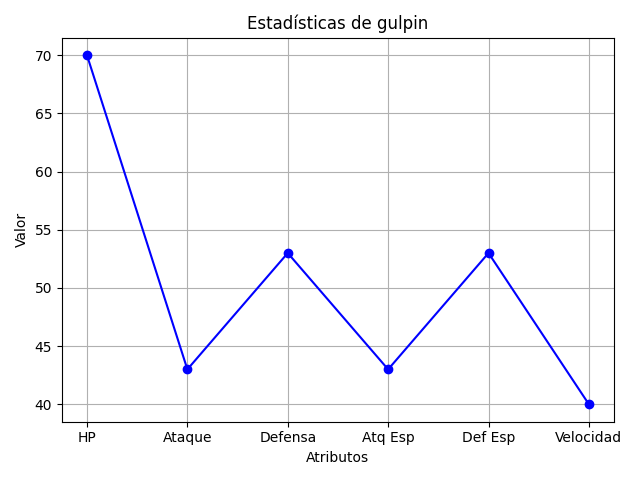 Estadísticas de gulpin
Valor
70
65
60
55
50
45
40
HP Ataque Defensa Atq Esp Def Esp Velocidad
Atributos